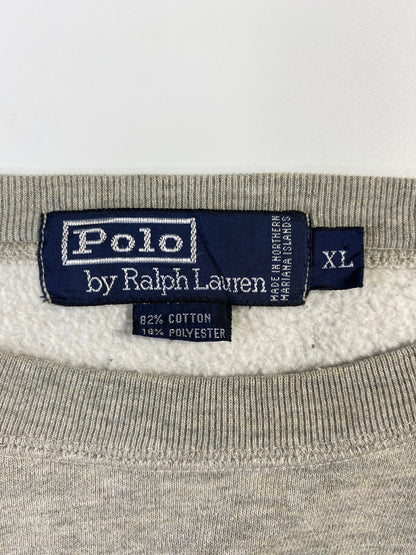 Polo
by Ralph Lauren
MADE IN NORTHERN
MARIANA ISLANDS
XL
82% COTTON
18% POLYESTER